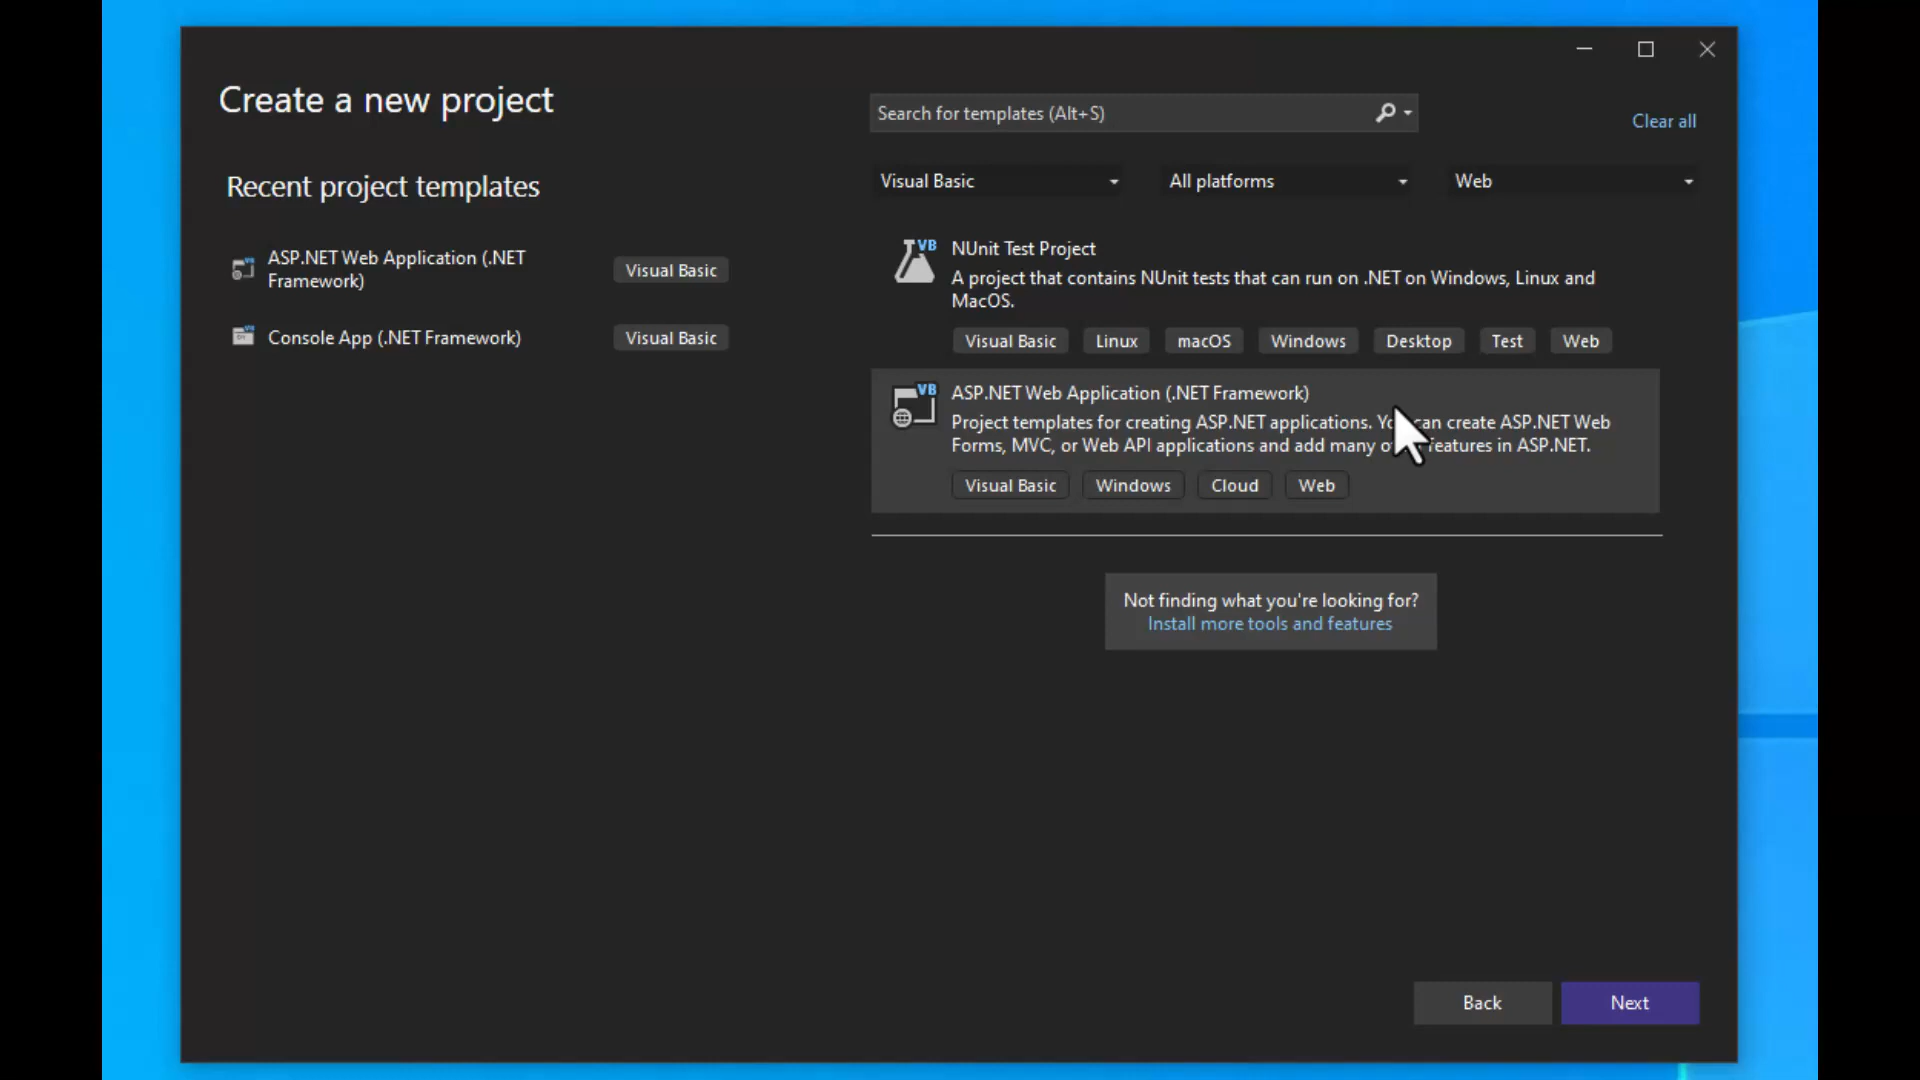 Create a new project
Search for templates (Alt+S)
Clear all
Recent project templates
Visual Basic
All platforms
Web
ASP.NET Web Application (.NET
Framework)
Visual Basic
Console App (.NET Framework)
Visual Basic
VB
NUnit Test Project
A project that contains NUnit tests that can run on .NET on Windows, Linux and
MacOS.
Visual Basic
Linux
macOS
Windows
Desktop
Test
Web
VB
ASP.NET Web Application (.NET Framework)
Project templates for creating ASP.NET applications. can create ASP.NET Web
Forms, MVC, or Web API applications and add many features in ASP.NET.
Visual Basic
Windows
Cloud
Web
Not finding what you're looking for?
Install more tools and features
Back
Next